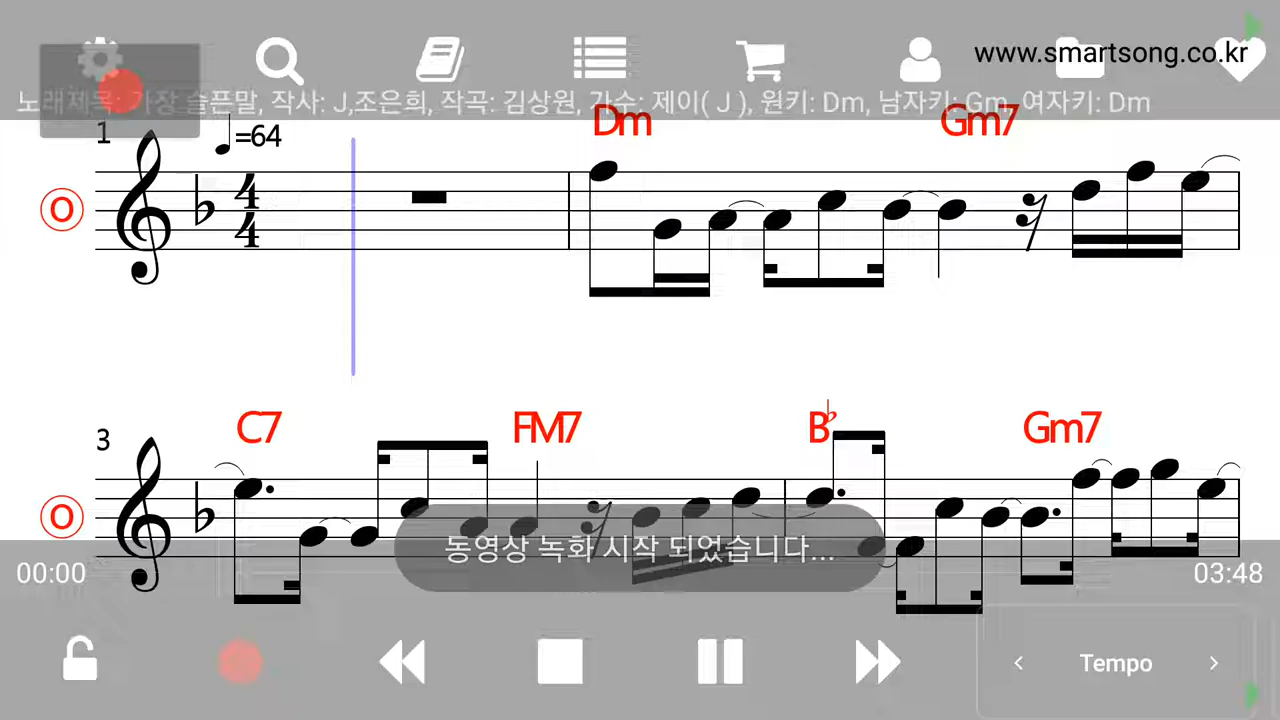 www.smartsong.co.kr
노래제목: 가장 슬픈말, 작사: J,조은희, 작곡: 김상원, 가수: 제이( J ), 원키: Dm, 남자키: Gm, 여자키: Dm
1 =64 Dm Gm7
4
4
O
3 C7 FM7 B♭ Gm7
O
동영상 녹화 시작 되었습니다...
00:00 03:48
< Tempo >